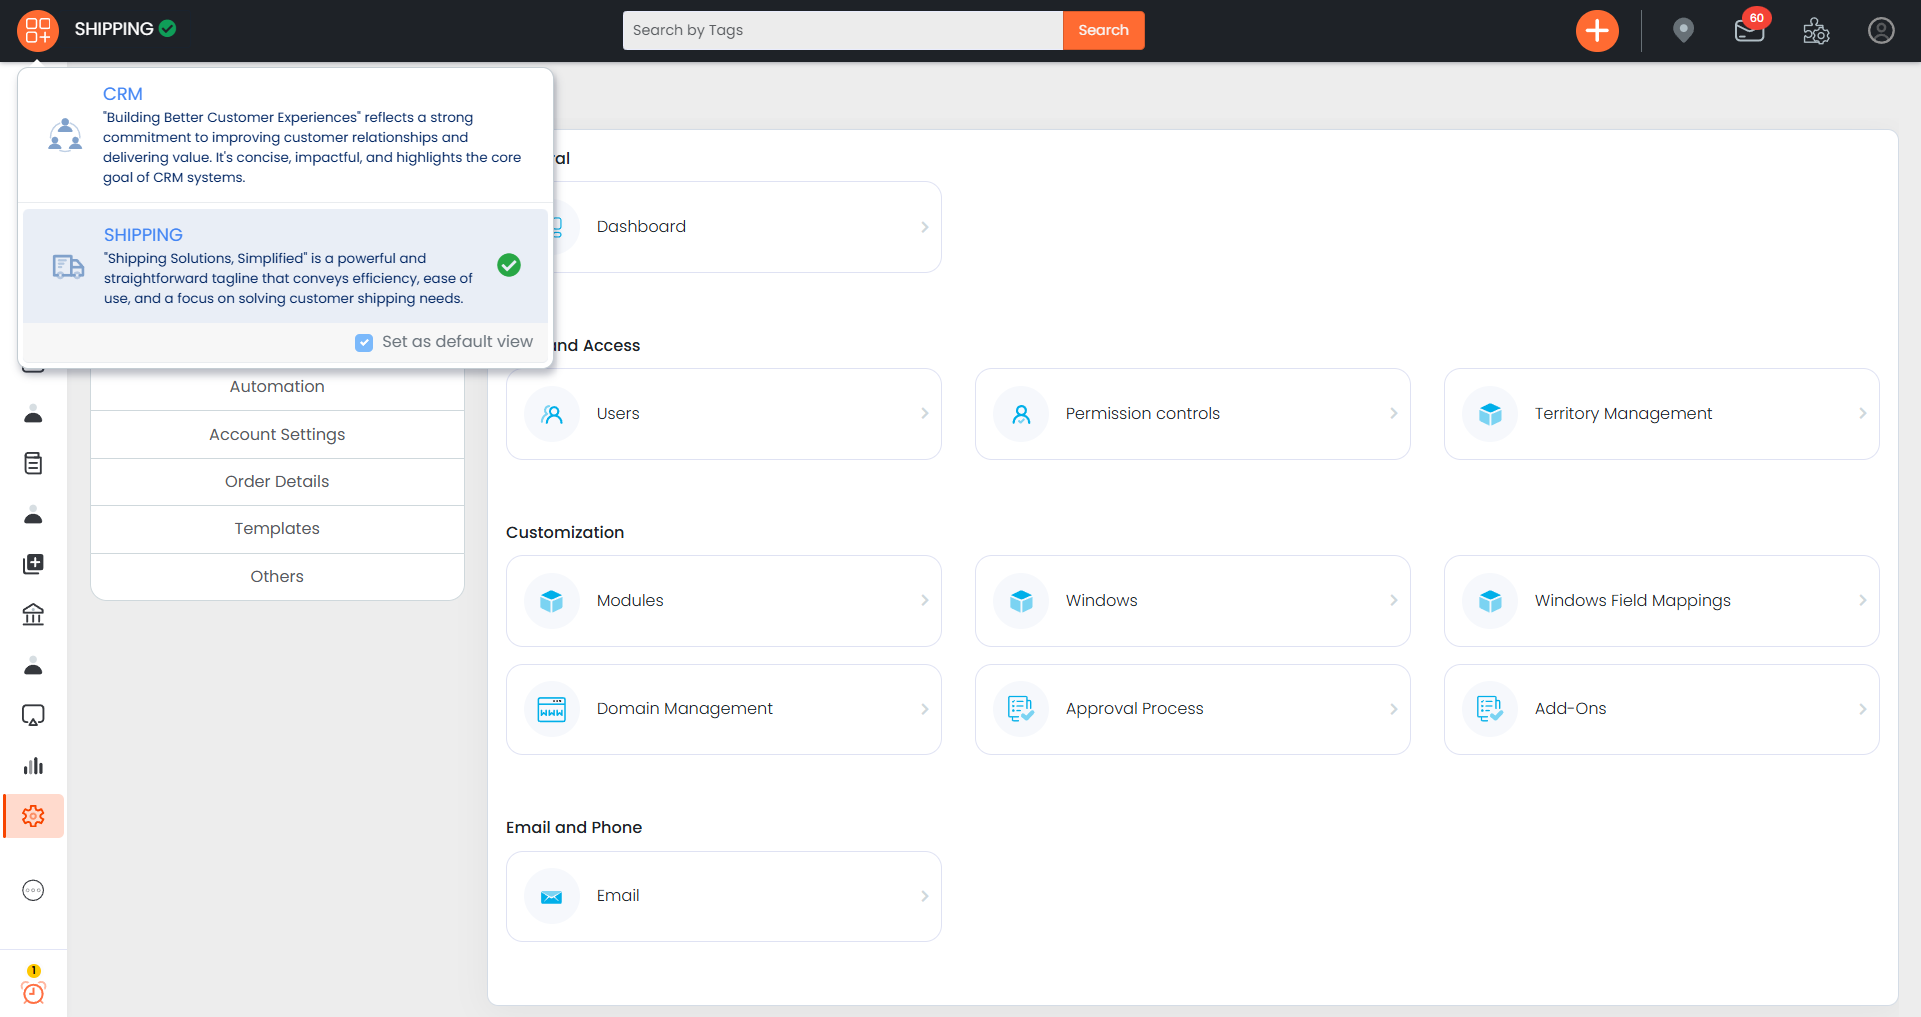 SHIPPING
Search by Tags
Search
60
CRM
"Building Better Customer Experiences" reflects a strong
commitment to improving customer relationships and
delivering value. It's concise, impactful, and highlights the core
goal of CRM systems.
SHIPPING
"Shipping Solutions, Simplified" is a powerful and
straightforward tagline that conveys efficiency, ease of
use, and a focus on solving customer shipping needs.
Set as default view
Automation
Account Settings
Order Details
Templates
Others
1
Dashboard
and Access
Users
Permission controls
Territory Management
Customization
Modules
Windows
Windows Field Mappings
Domain Management
Approval Process
Add-Ons
Email and Phone
Email